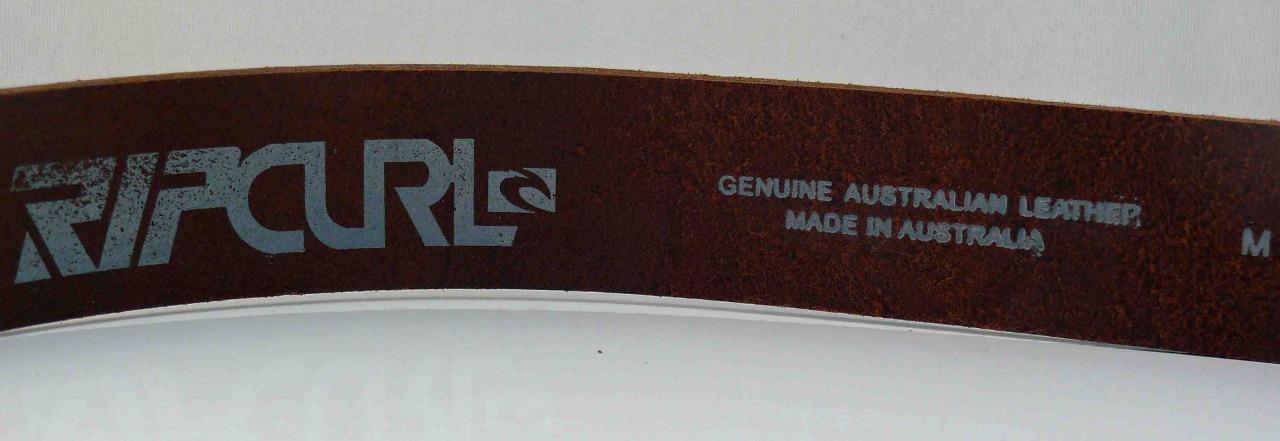 RIPCURL
GENUINE AUSTRALIAN LEATHER
MADE IN AUSTRALIA
M